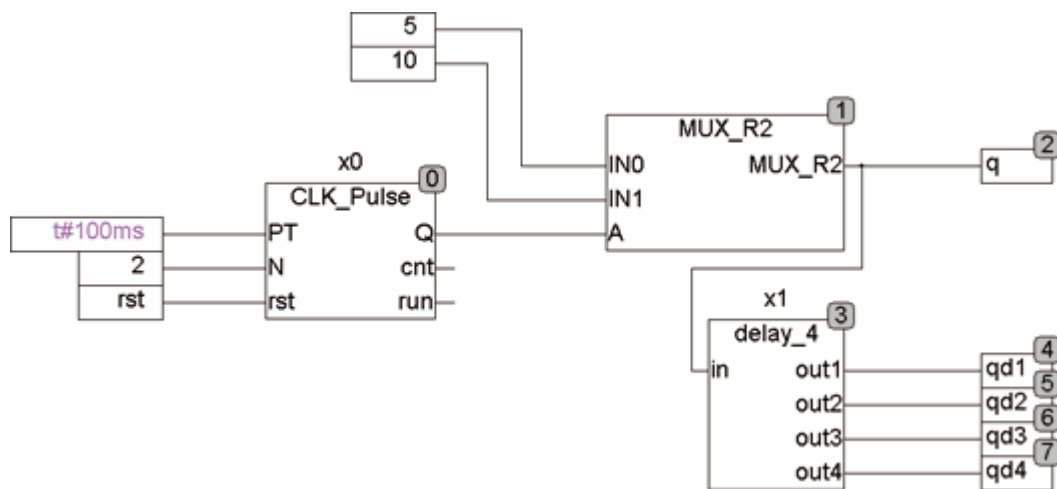 5
10
1
MUX_R2
IN0 MUX_R2
IN1
A
2
q
x0
0
CLK_Pulse
t#100ms PT Q
2 N cnt
rst rst run
x1
3
delay_4
in out1 qd1 4
out2 qd2 5
out3 qd3 6
out4 qd4 7